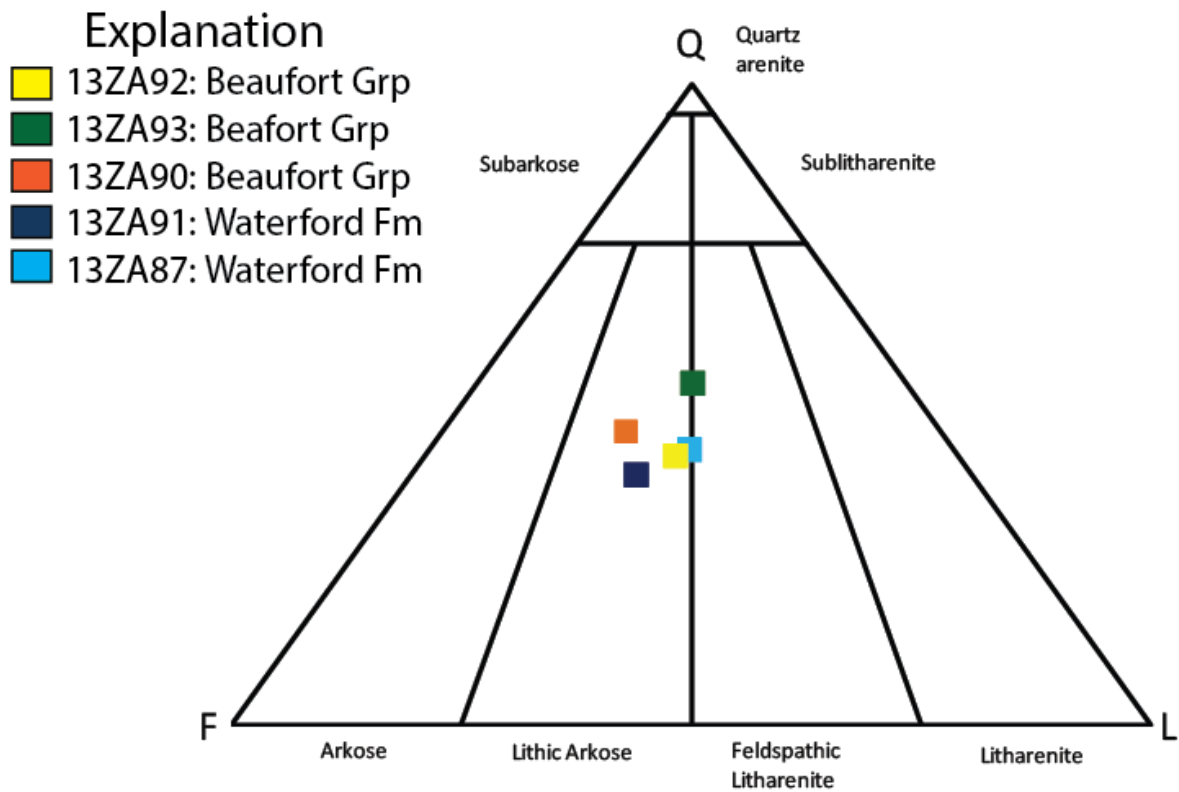 Explanation
13ZA92: Beaufort Grp
13ZA93: Beafort Grp
13ZA90: Beaufort Grp
13ZA91: Waterford Fm
13ZA87: Waterford Fm
Q
Quartz
arenite
Subarkose
Sublitharenite
F
L
Arkose
Lithic Arkose
Feldspathic
Litharenite
Litharenite